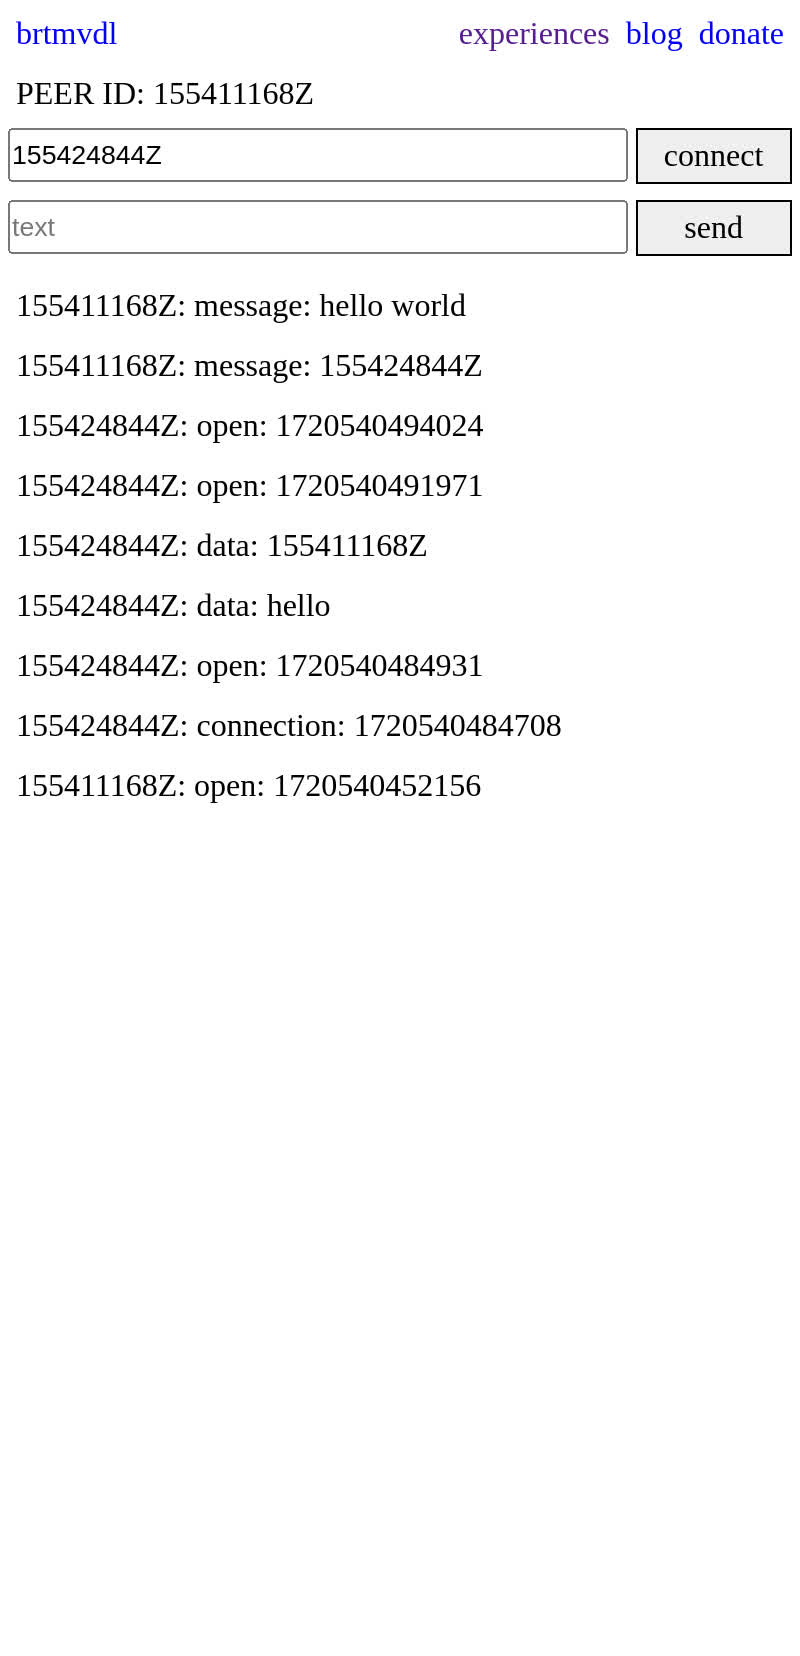 brtmvdl experiences blog donate
PEER ID: 155411168Z
155424844Z connect
text send
155411168Z: message: hello world
155411168Z: message: 155424844Z
155424844Z: open: 1720540494024
155424844Z: open: 1720540491971
155424844Z: data: 155411168Z
155424844Z: data: hello
155424844Z: open: 1720540484931
155424844Z: connection: 1720540484708
155411168Z: open: 1720540452156